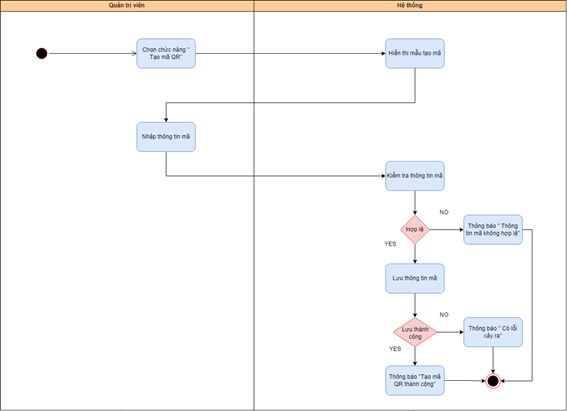 Quản trị viên
Hệ thống
Chọn chức năng "
Tạo mã QR"
Hiển thị mẫu tạo mã
Nhập thông tin mã
Kiểm tra thông tin mã
Hợp lệ
NO
Thông báo " Thông
tin mã không hợp lệ"
YES
Lưu thông tin mã
Lưu thành
công
NO
Thông báo " Có lỗi
xảy ra"
YES
Thông báo "Tạo mã
QR thành công"